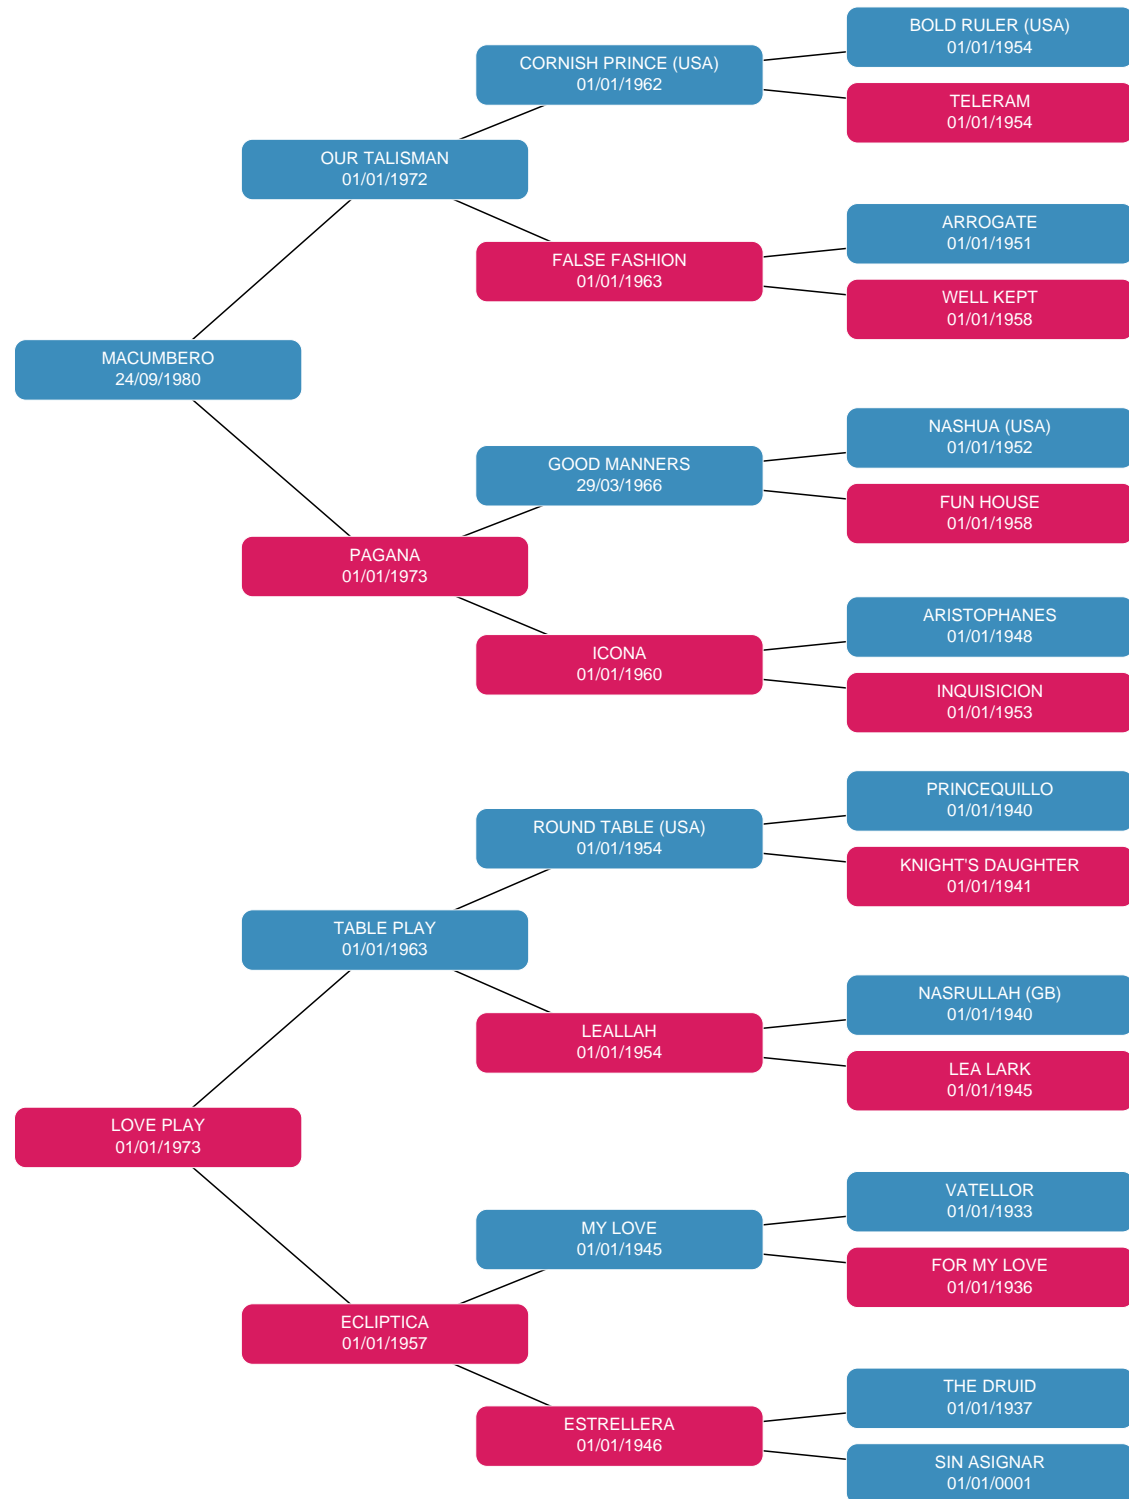 BOLD RULER (USA)
01/01/1954
CORNISH PRINCE (USA)
01/01/1962
TELERAM
01/01/1954
OUR TALISMAN
01/01/1972
ARROGATE
01/01/1951
FALSE FASHION
01/01/1963
WELL KEPT
01/01/1958
MACUMBERO
24/09/1980
NASHUA (USA)
01/01/1952
GOOD MANNERS
29/03/1966
FUN HOUSE
01/01/1958
PAGANA
01/01/1973
ARISTOPHANES
01/01/1948
ICONA
01/01/1960
INQUISICION
01/01/1953
PRINCEQUILLO
01/01/1940
ROUND TABLE (USA)
01/01/1954
KNIGHT'S DAUGHTER
01/01/1941
TABLE PLAY
01/01/1963
NASRULLAH (GB)
01/01/1940
LEALLAH
01/01/1954
LEA LARK
01/01/1945
LOVE PLAY
01/01/1973
VATELLOR
01/01/1933
MY LOVE
01/01/1945
FOR MY LOVE
01/01/1936
ECLIPTICA
01/01/1957
THE DRUID
01/01/1937
ESTRELLERA
01/01/1946
SIN ASIGNAR
01/01/0001